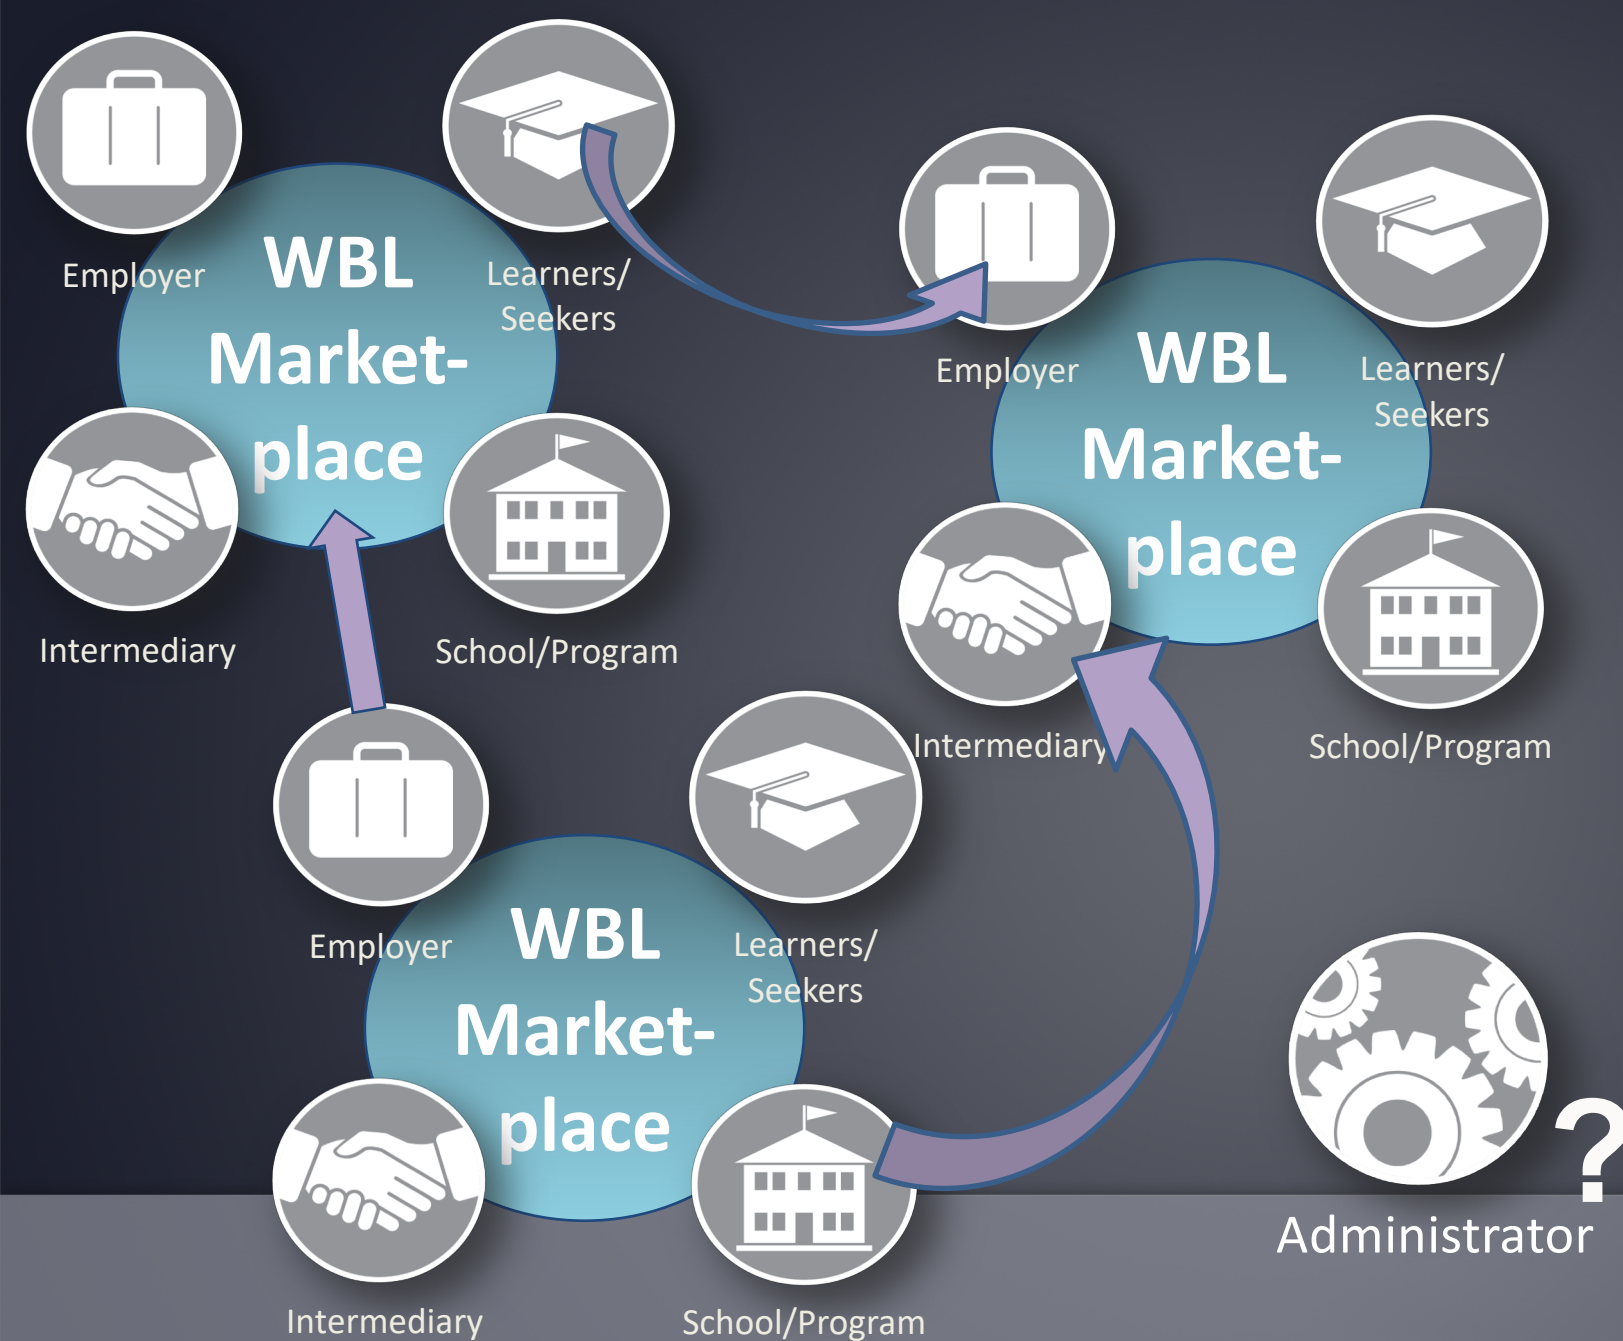 Employer
WBL
Market-
place
Learners/
Seekers
Intermediary
School/Program
Employer
WBL
Market-
place
Learners/
Seekers
Intermediary
School/Program
Employer
WBL
Market-
place
Learners/
Seekers
Intermediary
School/Program
?
Administrator